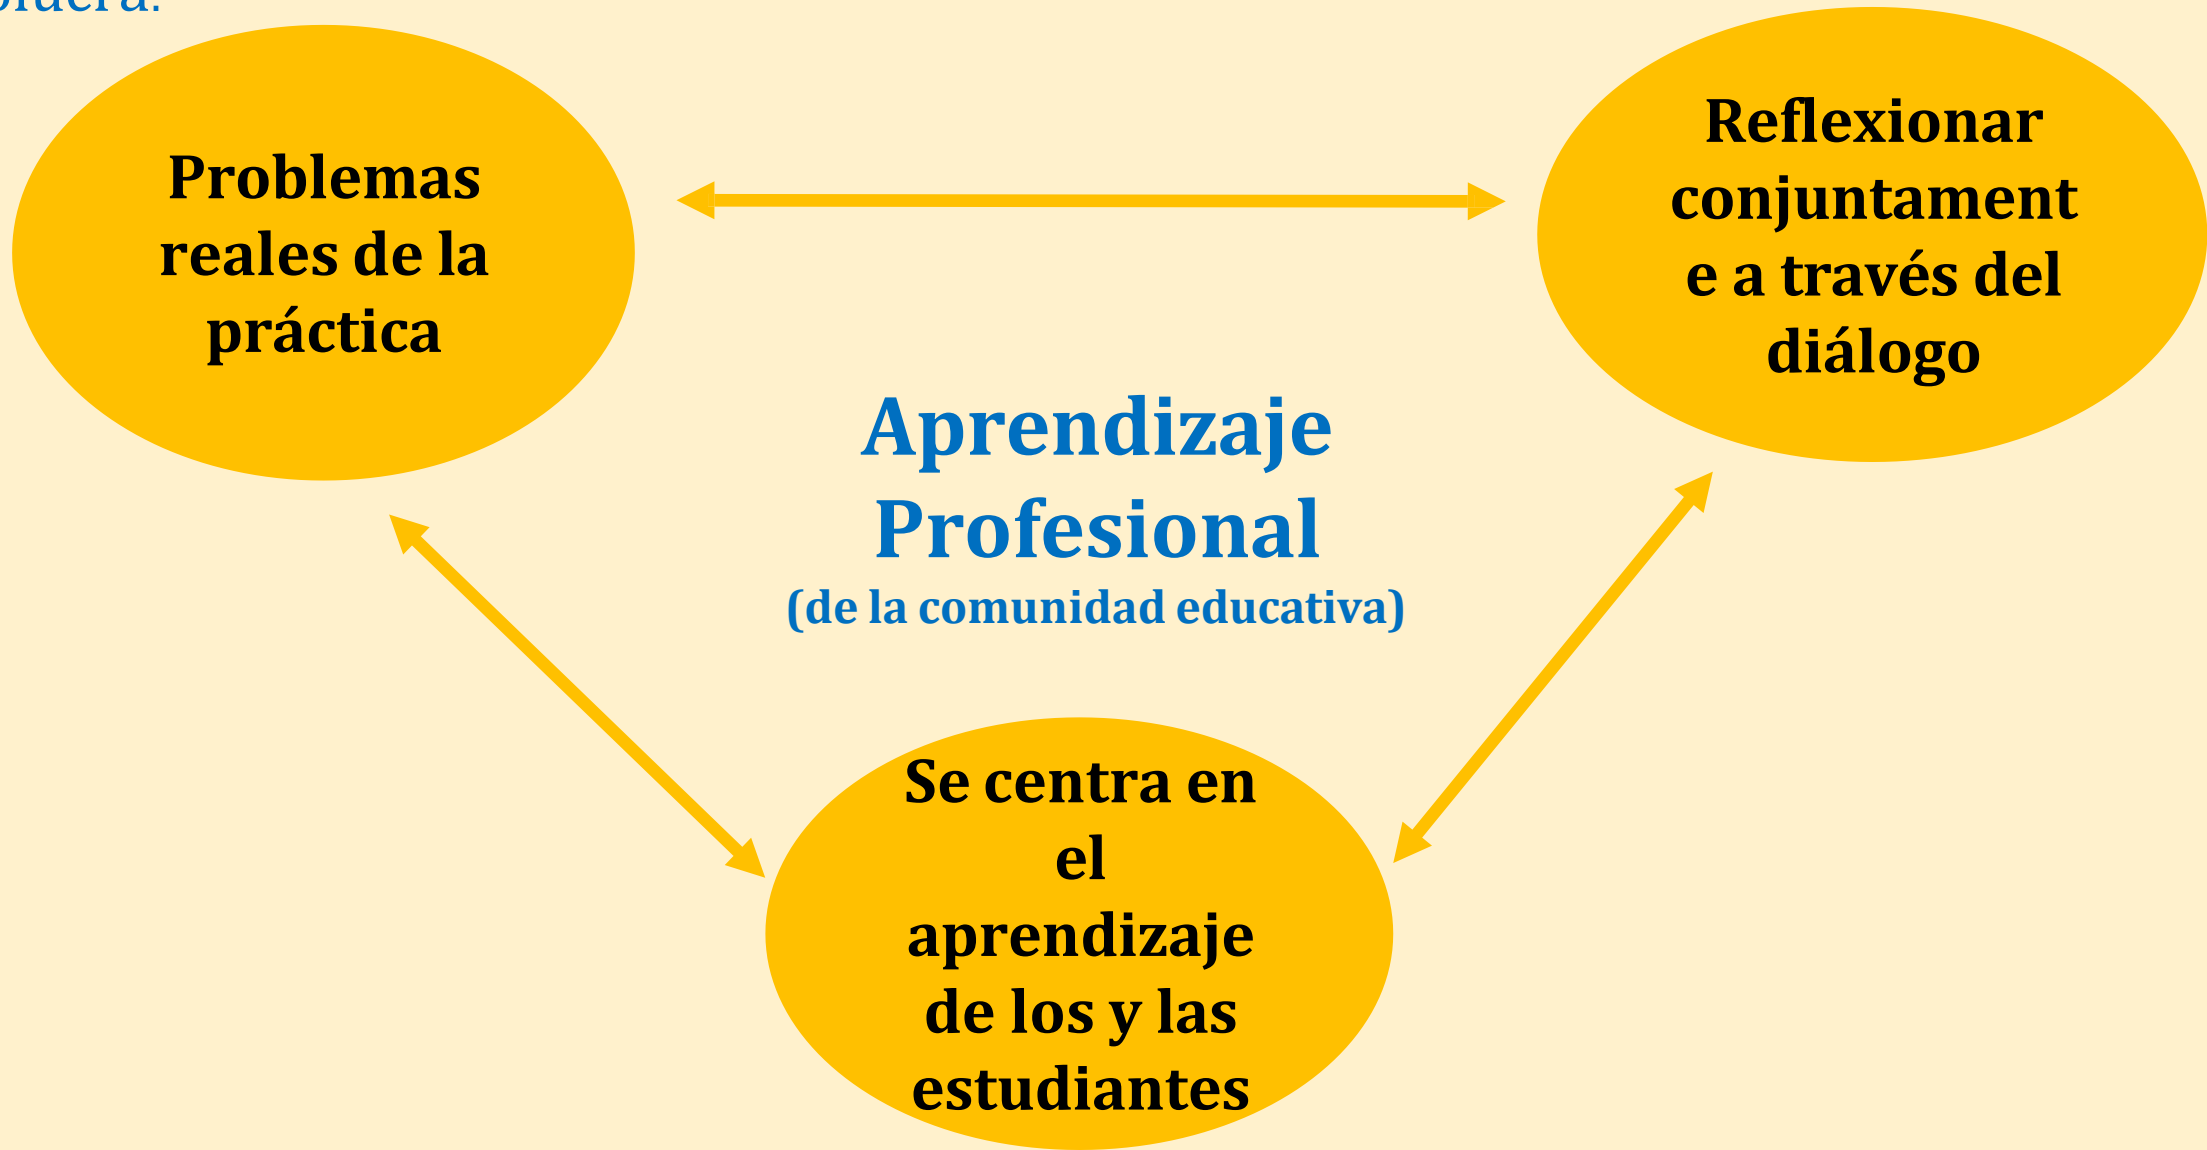 Problemas
reales de la
práctica
Reflexionar
conjuntament
e a través del
diálogo
Aprendizaje
Profesional
(de la comunidad educativa)
Se centra en
el
aprendizaje
de los y las
estudiantes